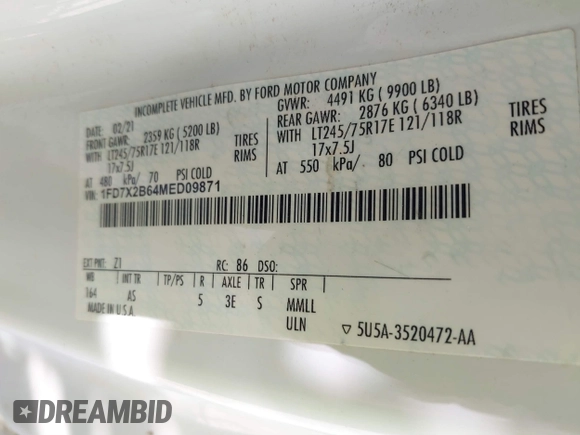 INCOMPLETE VEHICLE MFD. BY FORD MOTOR COMPANY
DATE: 02/21 GVWR: 4491 KG ( 9900 LB)
FRONT GAWR: 2359 KG ( 5200 LB) REAR GAWR: 2876 KG ( 6340 LB)
WITH LT245/75R17E 121/118R TIRES WITH LT245/75R17E 121/118R TIRES
17x7.5J RIMS 17x7.5J RIMS
AT 480 kPa/ 70 PSI COLD AT 550 kPa/ 80 PSI COLD
VIN: 1FD7X2B64MED09871
EXT PNT: Z1 RC: 86 DSO:
WB INT TR TP/PS R AXLE TR SPR
164 AS 5 3E S MMLL
MADE IN U.S.A. ULN ▽ 5U5A-3520472-AA
DREAMBID